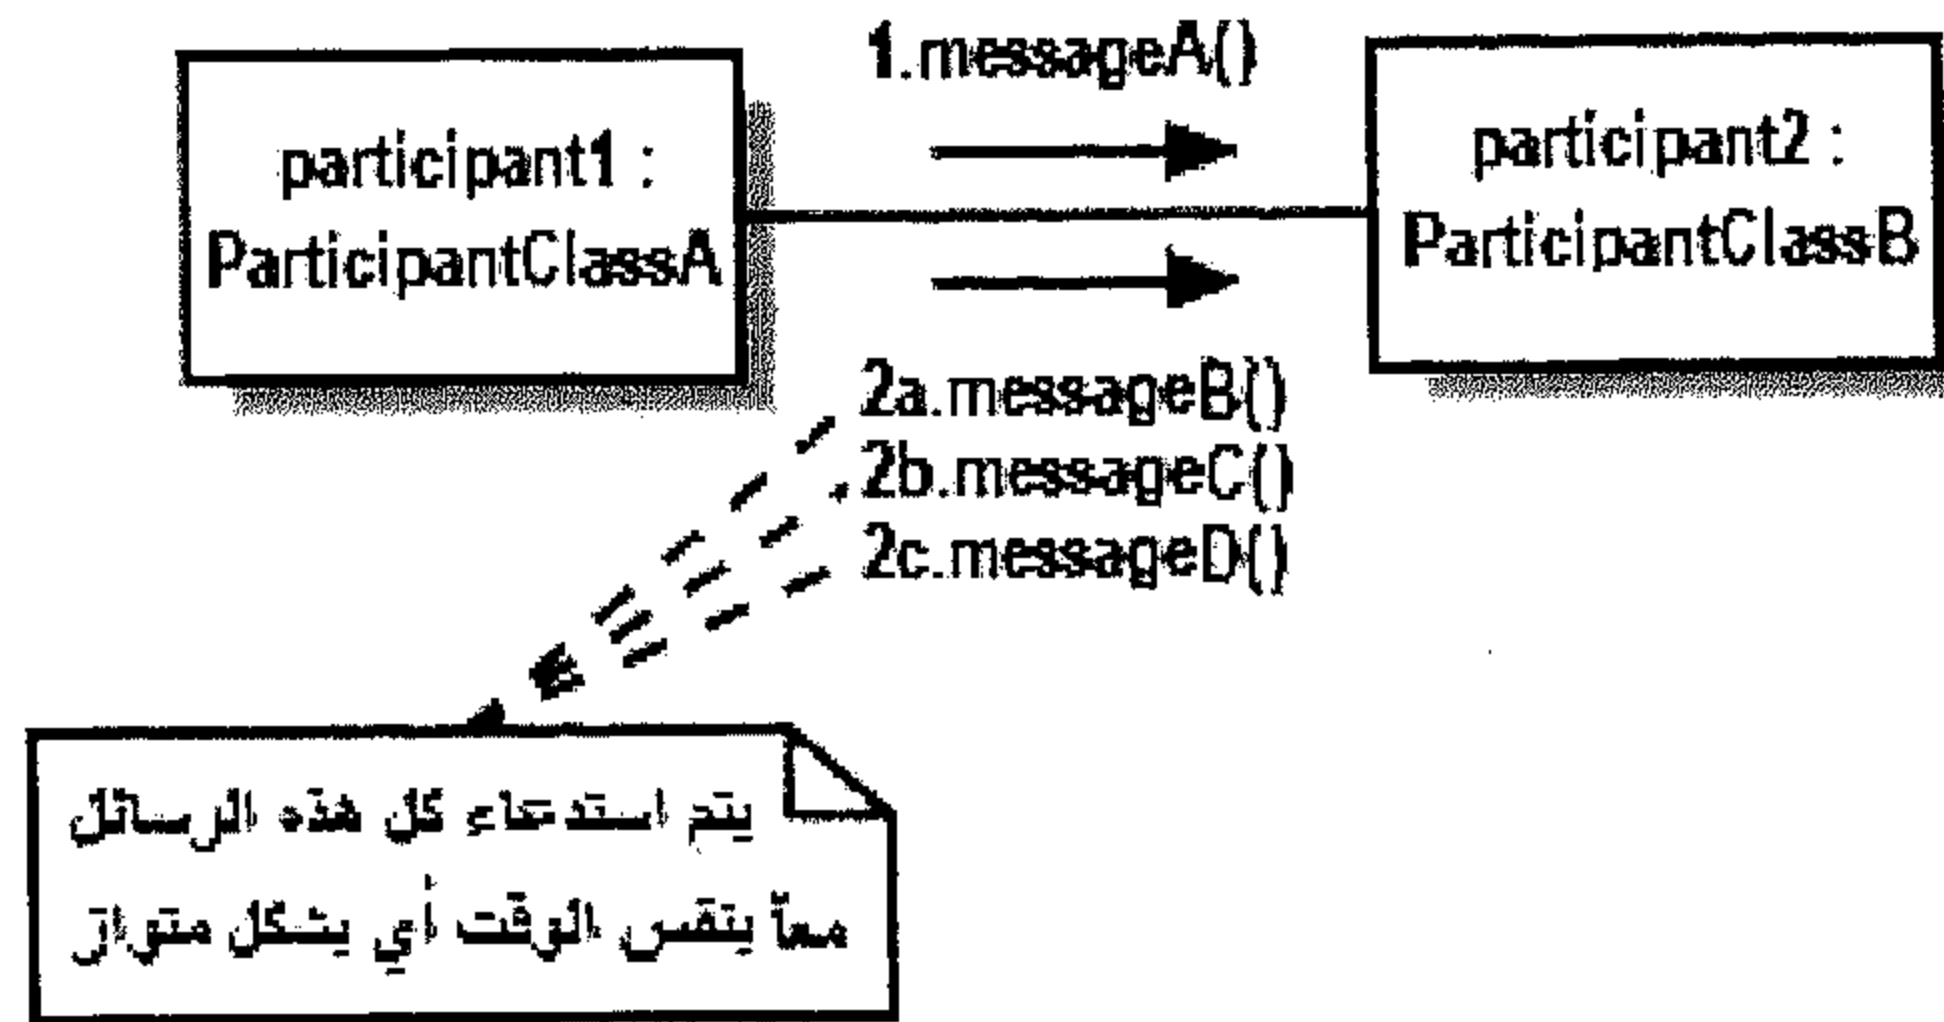 1.messageA()
participant1 :
ParticipantClassA
participant2 :
ParticipantClassB
2a.messageB()
2b.messageC()
2c.messageD()
يتم استدعاء كل هذه الرسائل
معاً بنفس الوقت أي بشكل متواز